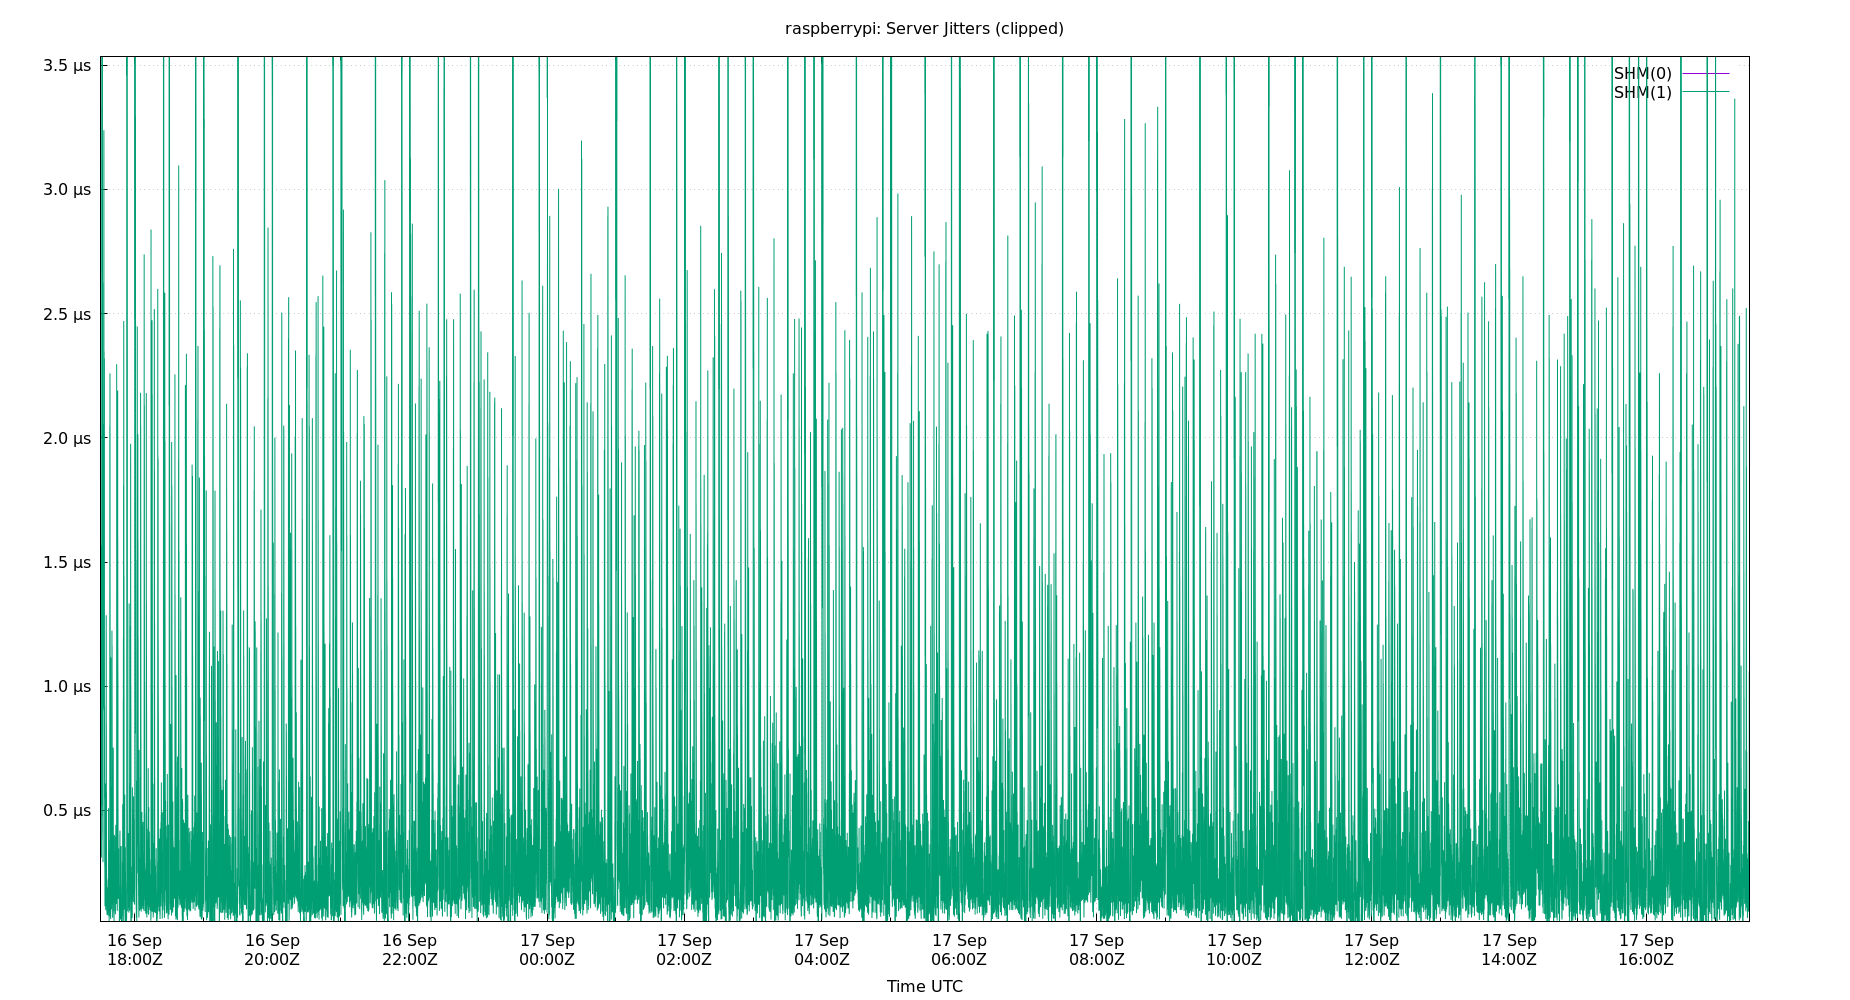 raspberrypi: Server Jitters (clipped)
3.5 µs
3.0 µs
2.5 µs
2.0 µs
1.5 µs
1.0 µs
0.5 µs
SHM(0)
SHM(1)
16 Sep 16 Sep 16 Sep 17 Sep 17 Sep 17 Sep 17 Sep 17 Sep 17 Sep 17 Sep 17 Sep 17 Sep
18:00Z 20:00Z 22:00Z 00:00Z 02:00Z 04:00Z 06:00Z 08:00Z 10:00Z 12:00Z 14:00Z 16:00Z
Time UTC